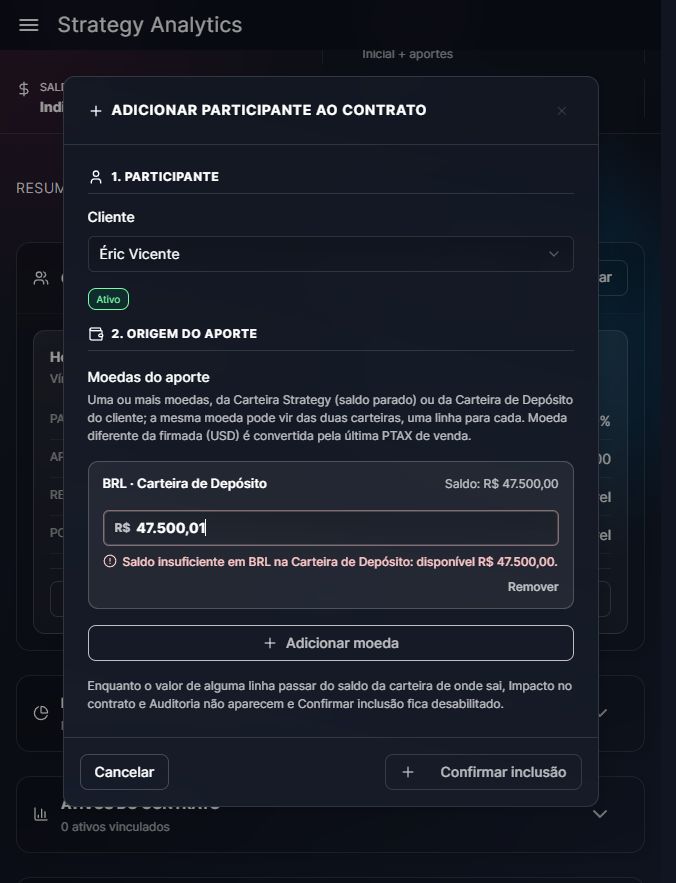 Strategy Analytics
Inicial + aportes
ADICIONAR PARTICIPANTE AO CONTRATO
1. PARTICIPANTE
Cliente
Éric Vicente
Ativo
2. ORIGEM DO APORTE
Moedas do aporte
Uma ou mais moedas, da Carteira Strategy (saldo parado) ou da Carteira de Depósito
do cliente; a mesma moeda pode vir das duas carteiras, uma linha para cada. Moeda
diferente da firmada (USD) é convertida pela última PTAX de venda.
BRL · Carteira de Depósito
Saldo: R$ 47.500,00
R$ 47.500,01
Saldo insuficiente em BRL na Carteira de Depósito: disponível R$ 47.500,00.
Remover
+ Adicionar moeda
Enquanto o valor de alguma linha passar do saldo da carteira de onde sai, Impacto no
contrato e Auditoria não aparecem e Confirmar inclusão fica desabilitado.
Cancelar
+ Confirmar inclusão
0 ativos vinculados